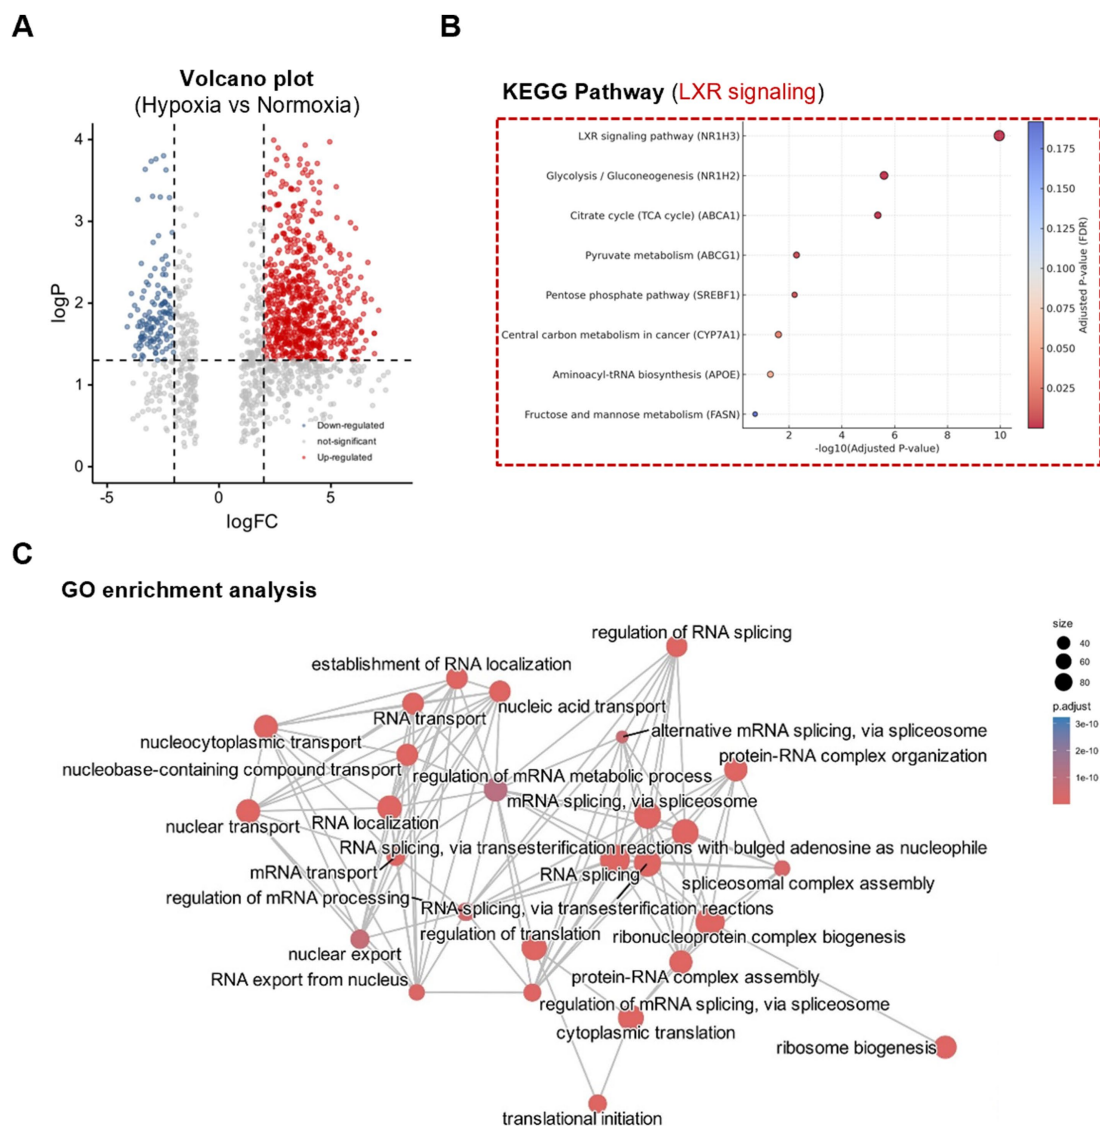 A
Volcano plot
(Hypoxia vs Normoxia)
4
3
2
1
0
-5
0
5
logP
logFC
Down-regulated
not-significant
Up-regulated
B
KEGG Pathway (LXR signaling)
LXR signaling pathway (NR1H3)
Glycolysis / Gluconeogenesis (NR1H2)
Citrate cycle (TCA cycle) (ABCA1)
Pyruvate metabolism (ABCG1)
Pentose phosphate pathway (SREBF1)
Central carbon metabolism in cancer (CYP7A1)
Aminoacyl-tRNA biosynthesis (APOE)
Fructose and mannose metabolism (FASN)
2
4
6
8
10
-log10(Adjusted P-value)
0.175
0.150
0.125
0.100
0.075
0.050
0.025
Adjusted P-value (FDR)
C
GO enrichment analysis
regulation of RNA splicing
establishment of RNA localization
nucleic acid transport
RNA transport
alternative mRNA splicing, via spliceosome
nucleocytoplasmic transport
protein-RNA complex organization
nucleobase-containing compound transport
regulation of mRNA metabolic process
mRNA splicing, via spliceosome
nuclear transport
RNA localization
RNA splicing, via transesterification reactions with bulged adenosine as nucleophile
mRNA transport
RNA splicing
spliceosomal complex assembly
regulation of mRNA processing
RNA splicing, via transesterification reactions
regulation of translation
ribonucleoprotein complex biogenesis
nuclear export
RNA export from nucleus
protein-RNA complex assembly
regulation of mRNA splicing, via spliceosome
cytoplasmic translation
ribosome biogenesis
translational initiation
size
40
60
80
p.adjust
3e-10
2e-10
1e-10